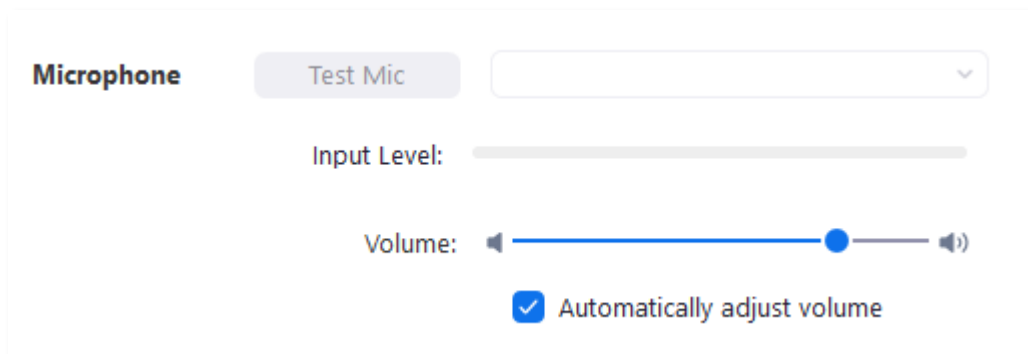 Microphone Test Mic
Input Level:
Volume:
Automatically adjust volume